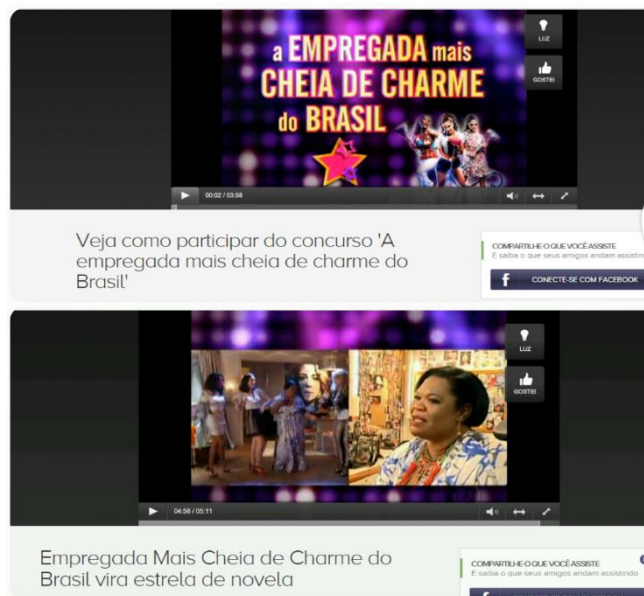 a EMPREGADA mais
CHEIA DE CHARME
do BRASIL
LUZ
GOSTEI
00:02 / 03:58
Veja como participar do concurso 'A
empregada mais cheia de charme do
Brasil'
COMPARTILHE O QUE VOCÊ ASSISTE
E saiba o que seus amigos andam assistin
f CONECTE-SE COM FACEBOOK
LUZ
GOSTEI
04:56 / 05:11
Empregada Mais Cheia de Charme do
Brasil vira estrela de novela
COMPARTILHE O QUE VOCÊ ASSISTE
E saiba o que seus amigos andam assistindo